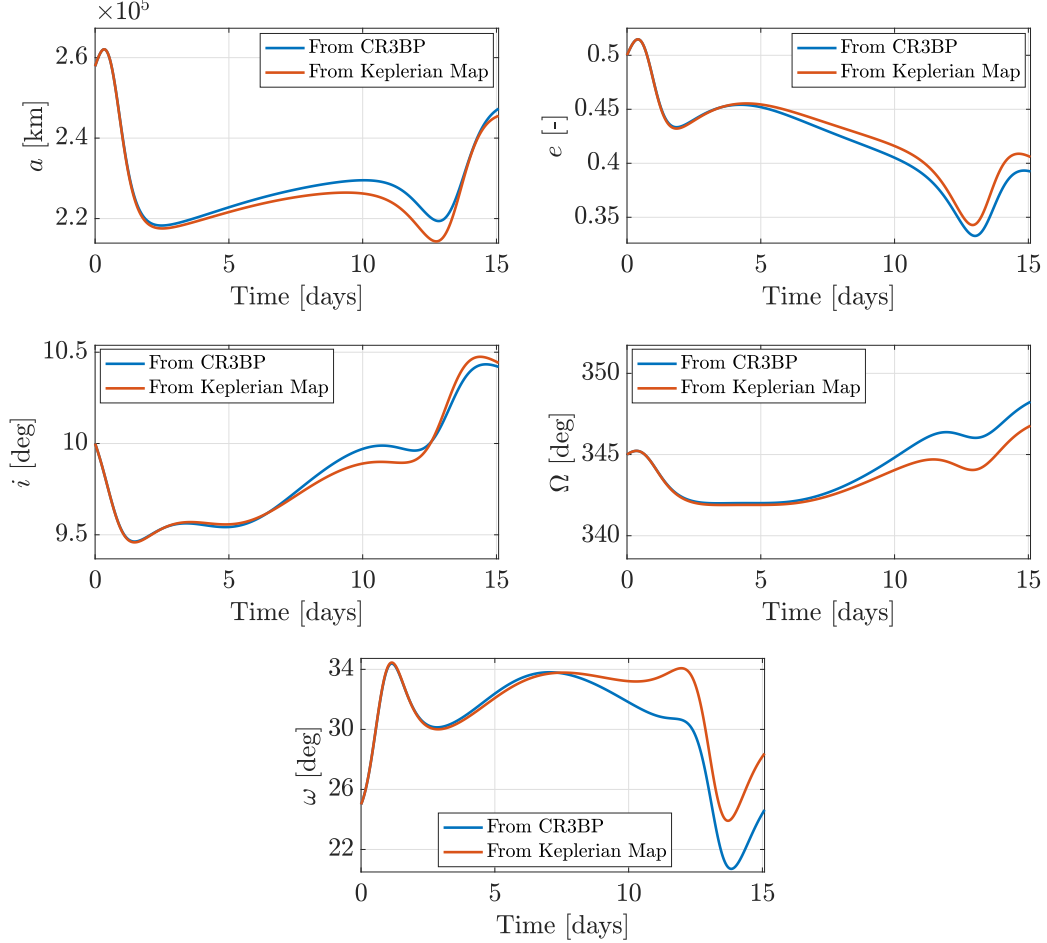 ×10⁵
2.6
2.4
2.2
a [km]
0
5
10
15
Time [days]
From CR3BP
From Keplerian Map
0.5
0.45
0.4
0.35
e [-]
0
5
10
15
Time [days]
From CR3BP
From Keplerian Map
10.5
10
9.5
i [deg]
0
5
10
15
Time [days]
From CR3BP
From Keplerian Map
350
345
340
Ω [deg]
0
5
10
15
Time [days]
From CR3BP
From Keplerian Map
34
30
26
22
ω [deg]
0
5
10
15
Time [days]
From CR3BP
From Keplerian Map